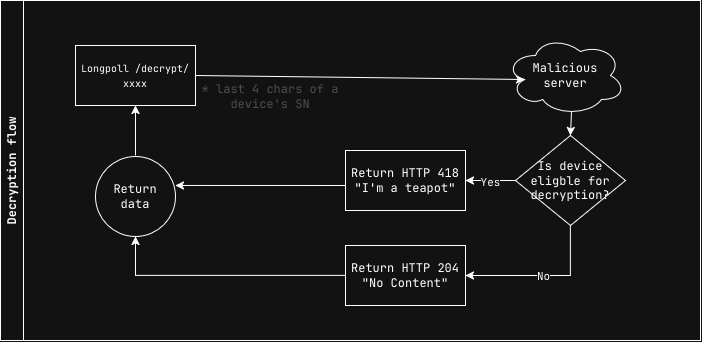 Decryption flow
Longpoll /decrypt/
xxxx
* last 4 chars of a
device's SN
Malicious
server
Is device
eligble for
decryption?
Yes
Return HTTP 418
"I'm a teapot"
Return
data
No
Return HTTP 204
"No Content"